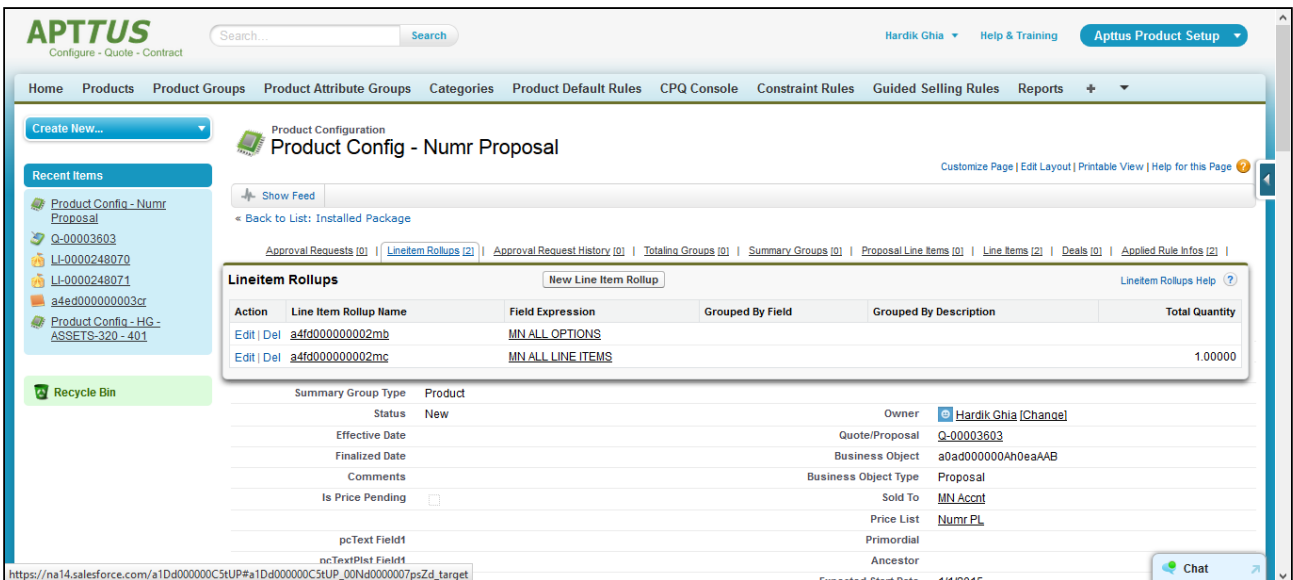 APTTUS
Configure - Quote - Contract
Search...
Search
Hardik Ghia
Help & Training
Apttus Product Setup
Home Products Product Groups Product Attribute Groups Categories Product Default Rules CPQ Console Constraint Rules Guided Selling Rules Reports +
Create New...
Recent Items
Product Config - Numr
Proposal
Q-00003603
LI-0000248070
LI-0000248071
a4ed000000003cr
Product Config - HG -
ASSETS-320 - 401
Recycle Bin
Product Configuration
Product Config - Numr Proposal
Customize Page | Edit Layout | Printable View | Help for this Page
Show Feed
« Back to List: Installed Package
Approval Requests [0] | Lineitem Rollups [2] | Approval Request History [0] | Totaling Groups [0] | Summary Groups [0] | Proposal Line Items [0] | Line Items [2] | Deals [0] | Applied Rule Infos [2] |
Lineitem Rollups
New Line Item Rollup
Lineitem Rollups Help ?
Action Line Item Rollup Name Field Expression Grouped By Field Grouped By Description Total Quantity
Edit | Del a4fd000000002mb MN ALL OPTIONS
Edit | Del a4fd000000002mc MN ALL LINE ITEMS 1.00000
Summary Group Type Product
Status New Owner Hardik Ghia [Change]
Effective Date Quote/Proposal Q-00003603
Finalized Date Business Object a0ad000000Ah0eaAAB
Comments Business Object Type Proposal
Is Price Pending Sold To MN Accnt
Price List Numr PL
pcText Field1 Primordial
pcTextPlst Field1 Ancestor
Expected Start Date 1/1/2015
https://na14.salesforce.com/a1Dd000000C5tUP#a1Dd000000C5tUP_00Nd0000007psZd_target
Chat